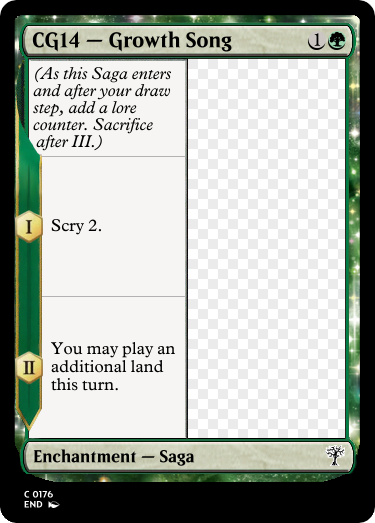 CG14 — Growth Song 1
(As this Saga enters
and after your draw
step, add a lore
counter. Sacrifice
after III.)
I
Scry 2.
II
You may play an
additional land
this turn.
Enchantment — Saga
C 0176
END